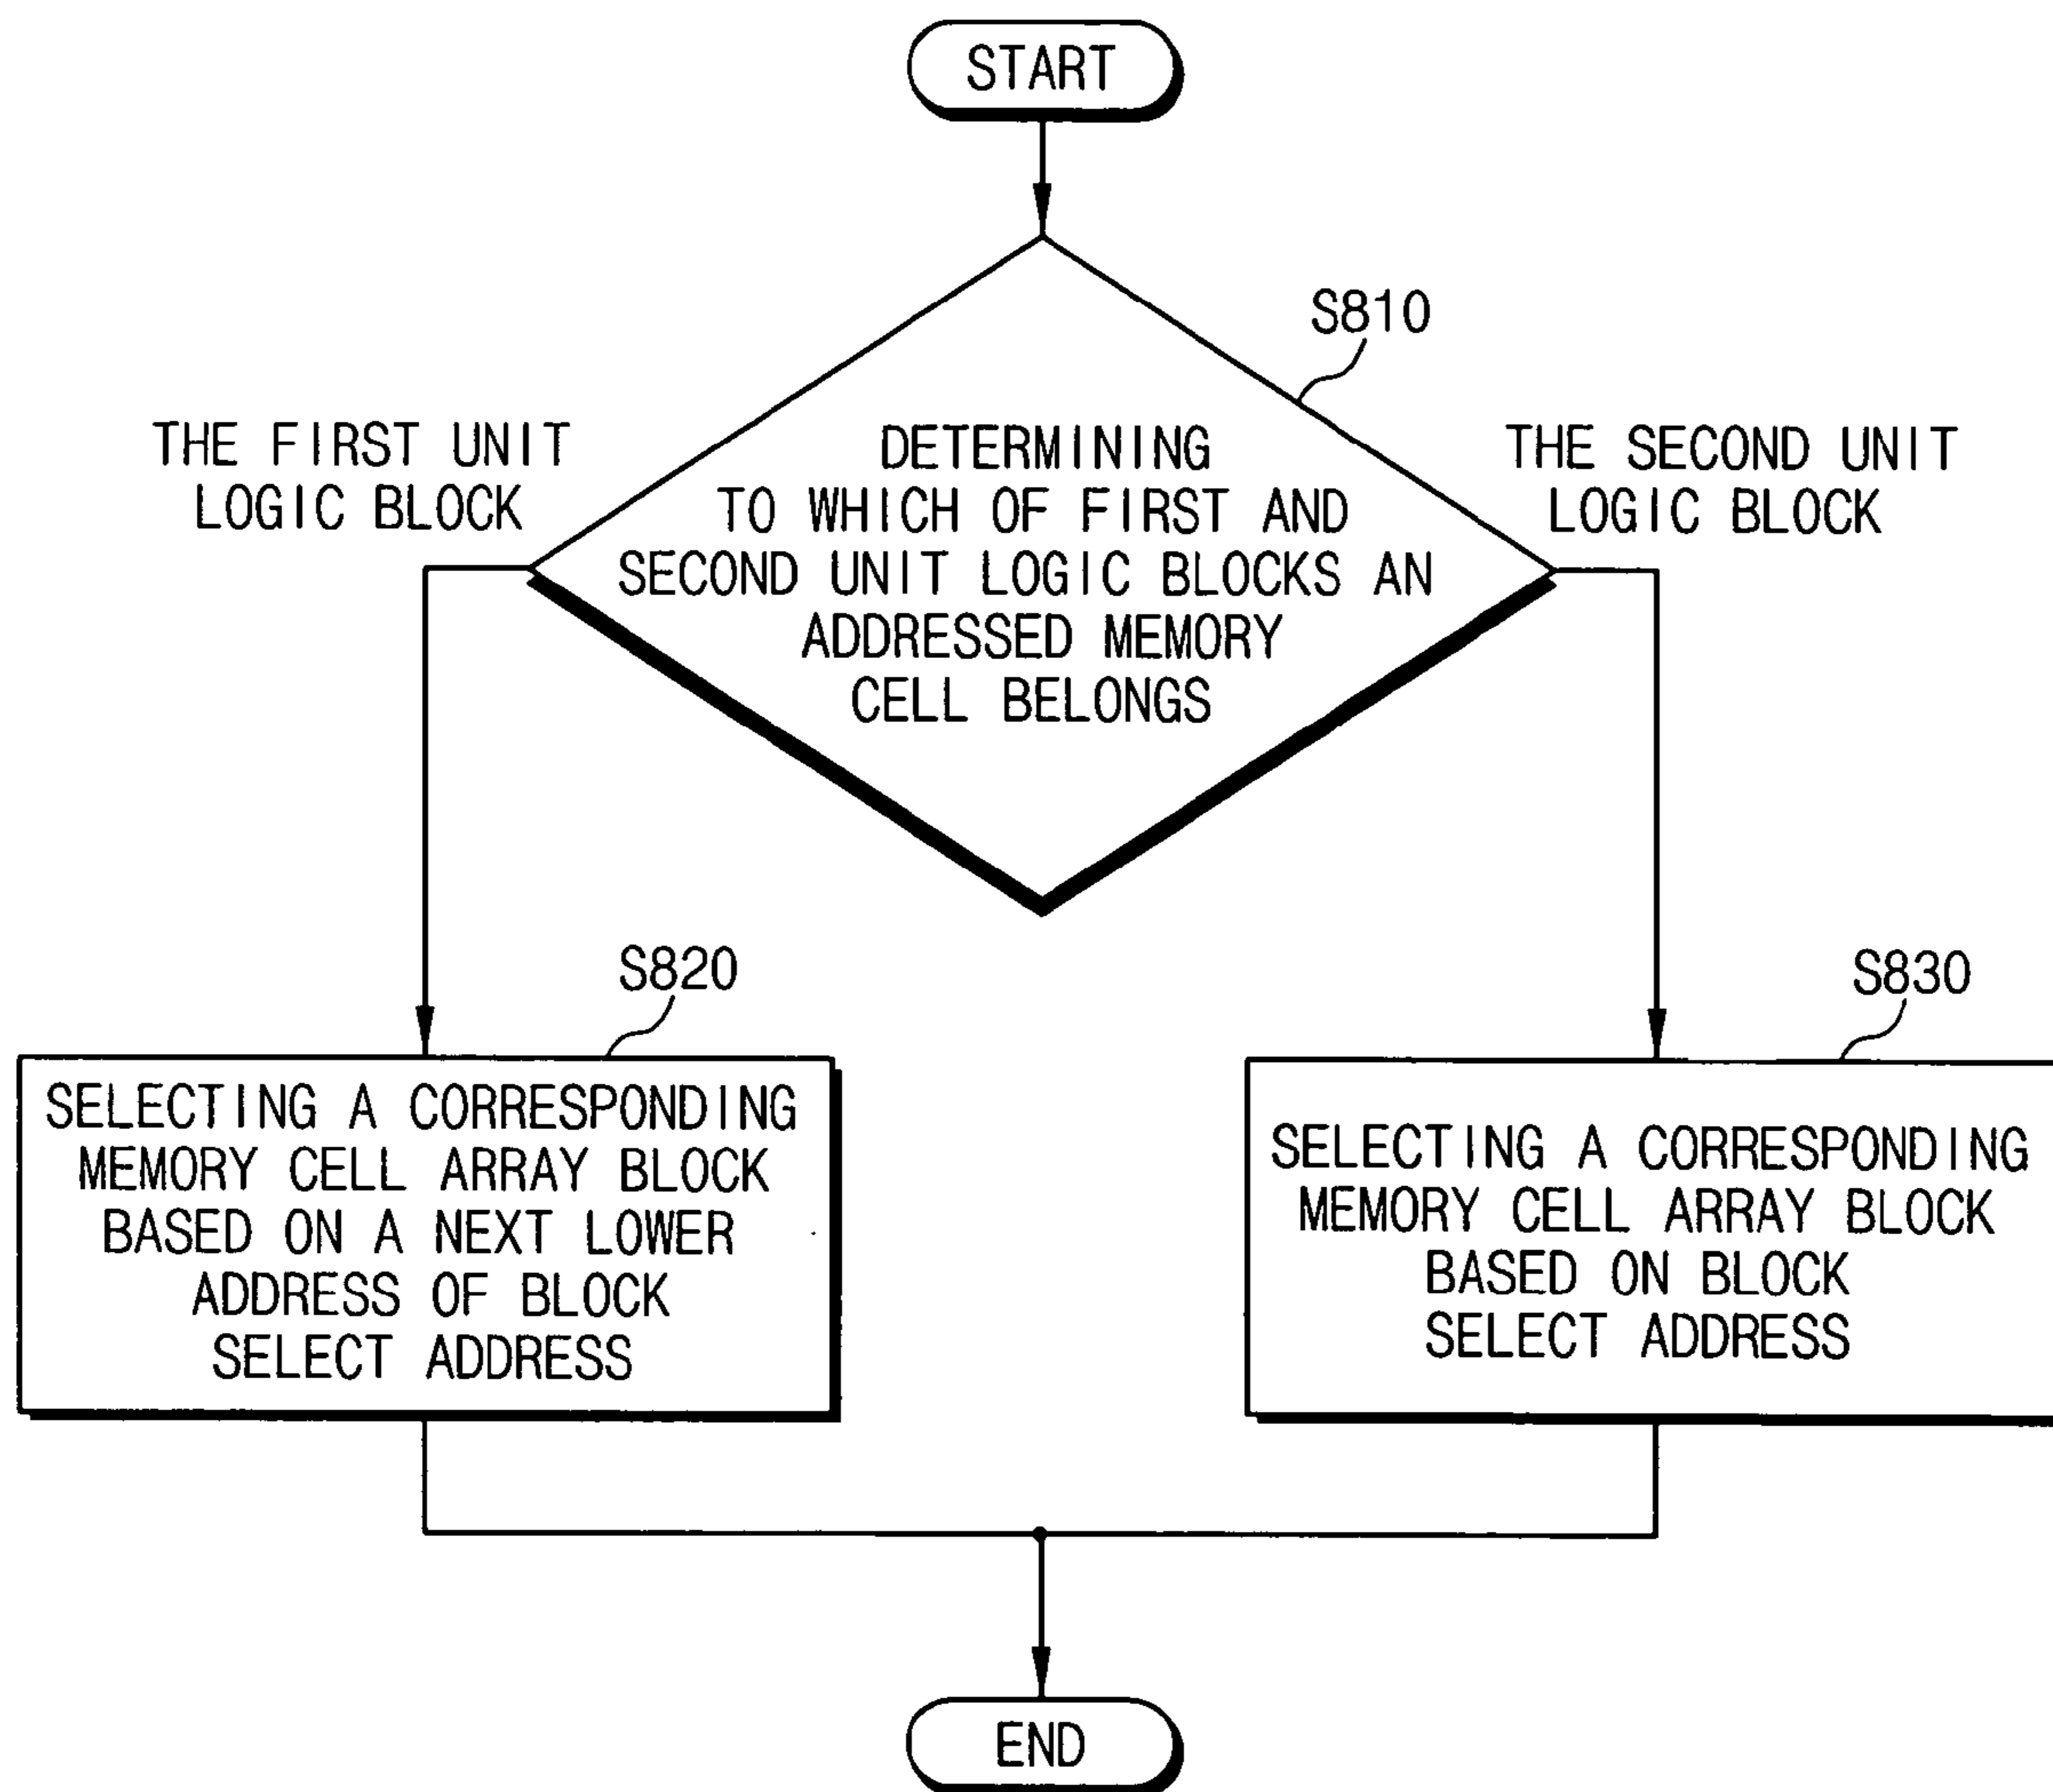 START
S810
THE FIRST UNIT
LOGIC BLOCK
DETERMINING
TO WHICH OF FIRST AND
SECOND UNIT LOGIC BLOCKS AN
ADDRESSED MEMORY
CELL BELONGS
THE SECOND UNIT
LOGIC BLOCK
S820
SELECTING A CORRESPONDING
MEMORY CELL ARRAY BLOCK
BASED ON A NEXT LOWER
ADDRESS OF BLOCK
SELECT ADDRESS
S830
SELECTING A CORRESPONDING
MEMORY CELL ARRAY BLOCK
BASED ON BLOCK
SELECT ADDRESS
END